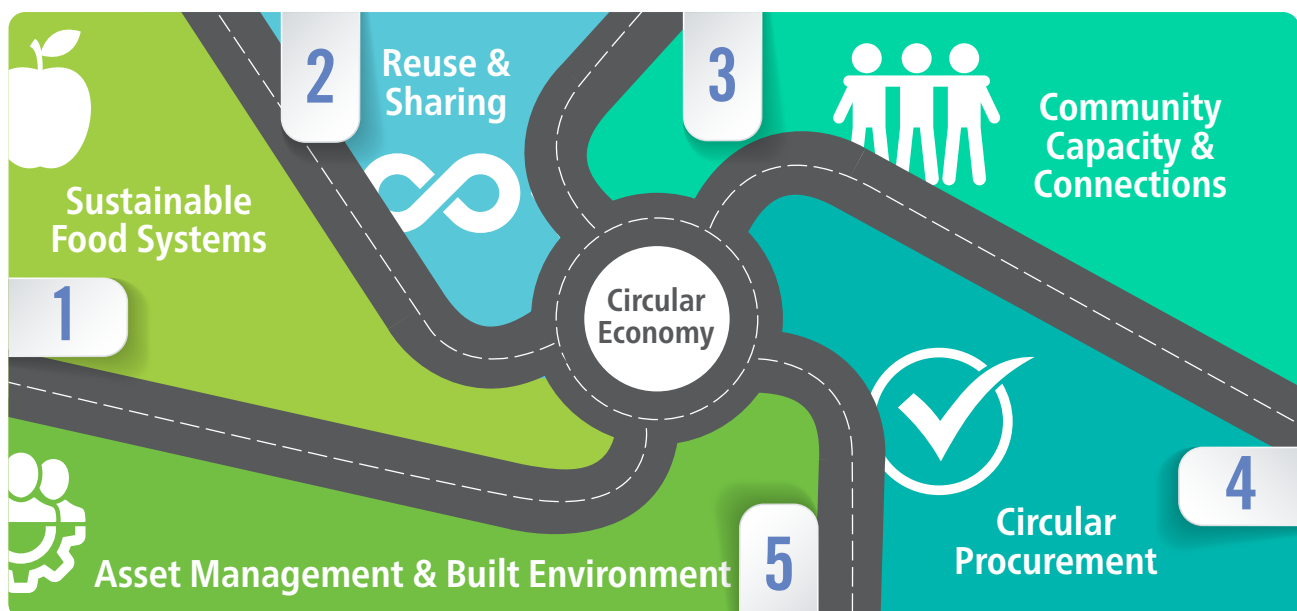 1
Sustainable
Food Systems
2
Reuse &
Sharing
3
Community
Capacity &
Connections
4
Circular
Procurement
5
Asset Management & Built Environment
Circular
Economy